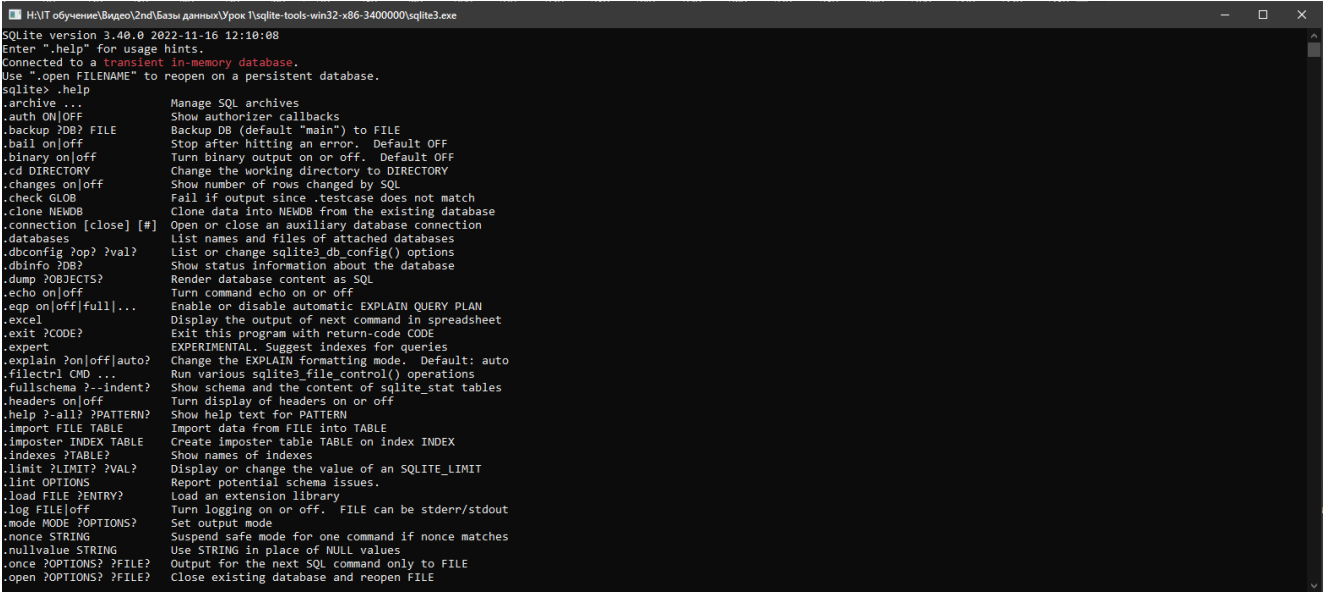 H:\IT обучение\Видео\2nd\Базы данных\Урок 1\sqlite-tools-win32-x86-3400000\sqlite3.exe
SQLite version 3.40.0 2022-11-16 12:10:08
Enter ".help" for usage hints.
Connected to a transient in-memory database.
Use ".open FILENAME" to reopen on a persistent database.
sqlite> .help
.archive ...             Manage SQL archives
.auth ON|OFF             Show authorizer callbacks
.backup ?DB? FILE        Backup DB (default "main") to FILE
.bail on|off             Stop after hitting an error.  Default OFF
.binary on|off           Turn binary output on or off.  Default OFF
.cd DIRECTORY            Change the working directory to DIRECTORY
.changes on|off          Show number of rows changed by SQL
.check GLOB              Fail if output since .testcase does not match
.clone NEWDB             Clone data into NEWDB from the existing database
.connection [close] [#]  Open or close an auxiliary database connection
.databases               List names and files of attached databases
.dbconfig ?op? ?val?     List or change sqlite3_db_config() options
.dbinfo ?DB?             Show status information about the database
.dump ?OBJECTS?          Render database content as SQL
.echo on|off             Turn command echo on or off
.eqp on|off|full|...     Enable or disable automatic EXPLAIN QUERY PLAN
.excel                   Display the output of next command in spreadsheet
.exit ?CODE?             Exit this program with return-code CODE
.expert                  EXPERIMENTAL. Suggest indexes for queries
.explain ?on|off|auto?   Change the EXPLAIN formatting mode.  Default: auto
.filectrl CMD ...        Run various sqlite3_file_control() operations
.fullschema ?--indent?   Show schema and the content of sqlite_stat tables
.headers on|off          Turn display of headers on or off
.help ?-all? ?PATTERN?   Show help text for PATTERN
.import FILE TABLE       Import data from FILE into TABLE
.imposter INDEX TABLE    Create imposter table TABLE on index INDEX
.indexes ?TABLE?         Show names of indexes
.limit ?LIMIT? ?VAL?     Display or change the value of an SQLITE_LIMIT
.lint OPTIONS            Report potential schema issues.
.load FILE ?ENTRY?       Load an extension library
.log FILE|off            Turn logging on or off.  FILE can be stderr/stdout
.mode MODE ?OPTIONS?     Set output mode
.nonce STRING            Suspend safe mode for one command if nonce matches
.nullvalue STRING        Use STRING in place of NULL values
.once ?OPTIONS? ?FILE?   Output for the next SQL command only to FILE
.open ?OPTIONS? ?FILE?   Close existing database and reopen FILE